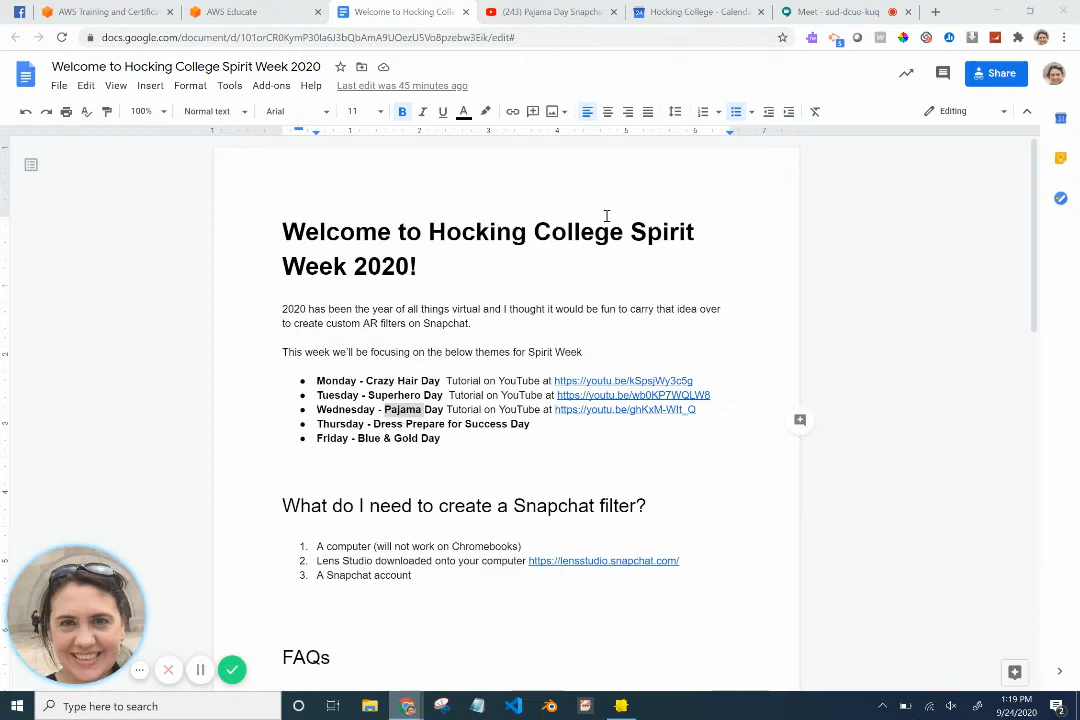 AWS Training and Certifica
AWS Educate
Welcome to Hocking Colle
(243) Pajama Day Snapcha
Hocking College - Calenda
Meet - sud-dcuo-kuq
docs.google.com/document/d/101orCR0KymP30Ia6J3bQbAmA9UOezU5Vo8pzebw3Eik/edit#
Welcome to Hocking College Spirit Week 2020
File Edit View Insert Format Tools Add-ons Help Last edit was 45 minutes ago
Share
100% Normal text Arial 11 B I U A Editing
Welcome to Hocking College Spirit
Week 2020!
2020 has been the year of all things virtual and I thought it would be fun to carry that idea over
to create custom AR filters on Snapchat.
This week we'll be focusing on the below themes for Spirit Week
● Monday - Crazy Hair Day Tutorial on YouTube at https://youtu.be/kSpsjWy3c5g
● Tuesday - Superhero Day Tutorial on YouTube at https://youtu.be/wb0KP7WQLW8
● Wednesday - Pajama Day Tutorial on YouTube at https://youtu.be/ghKxM-WIt_Q
● Thursday - Dress Prepare for Success Day
● Friday - Blue & Gold Day
What do I need to create a Snapchat filter?
1. A computer (will not work on Chromebooks)
2. Lens Studio downloaded onto your computer https://lensstudio.snapchat.com/
3. A Snapchat account
FAQs
Type here to search
1:19 PM
9/24/2020